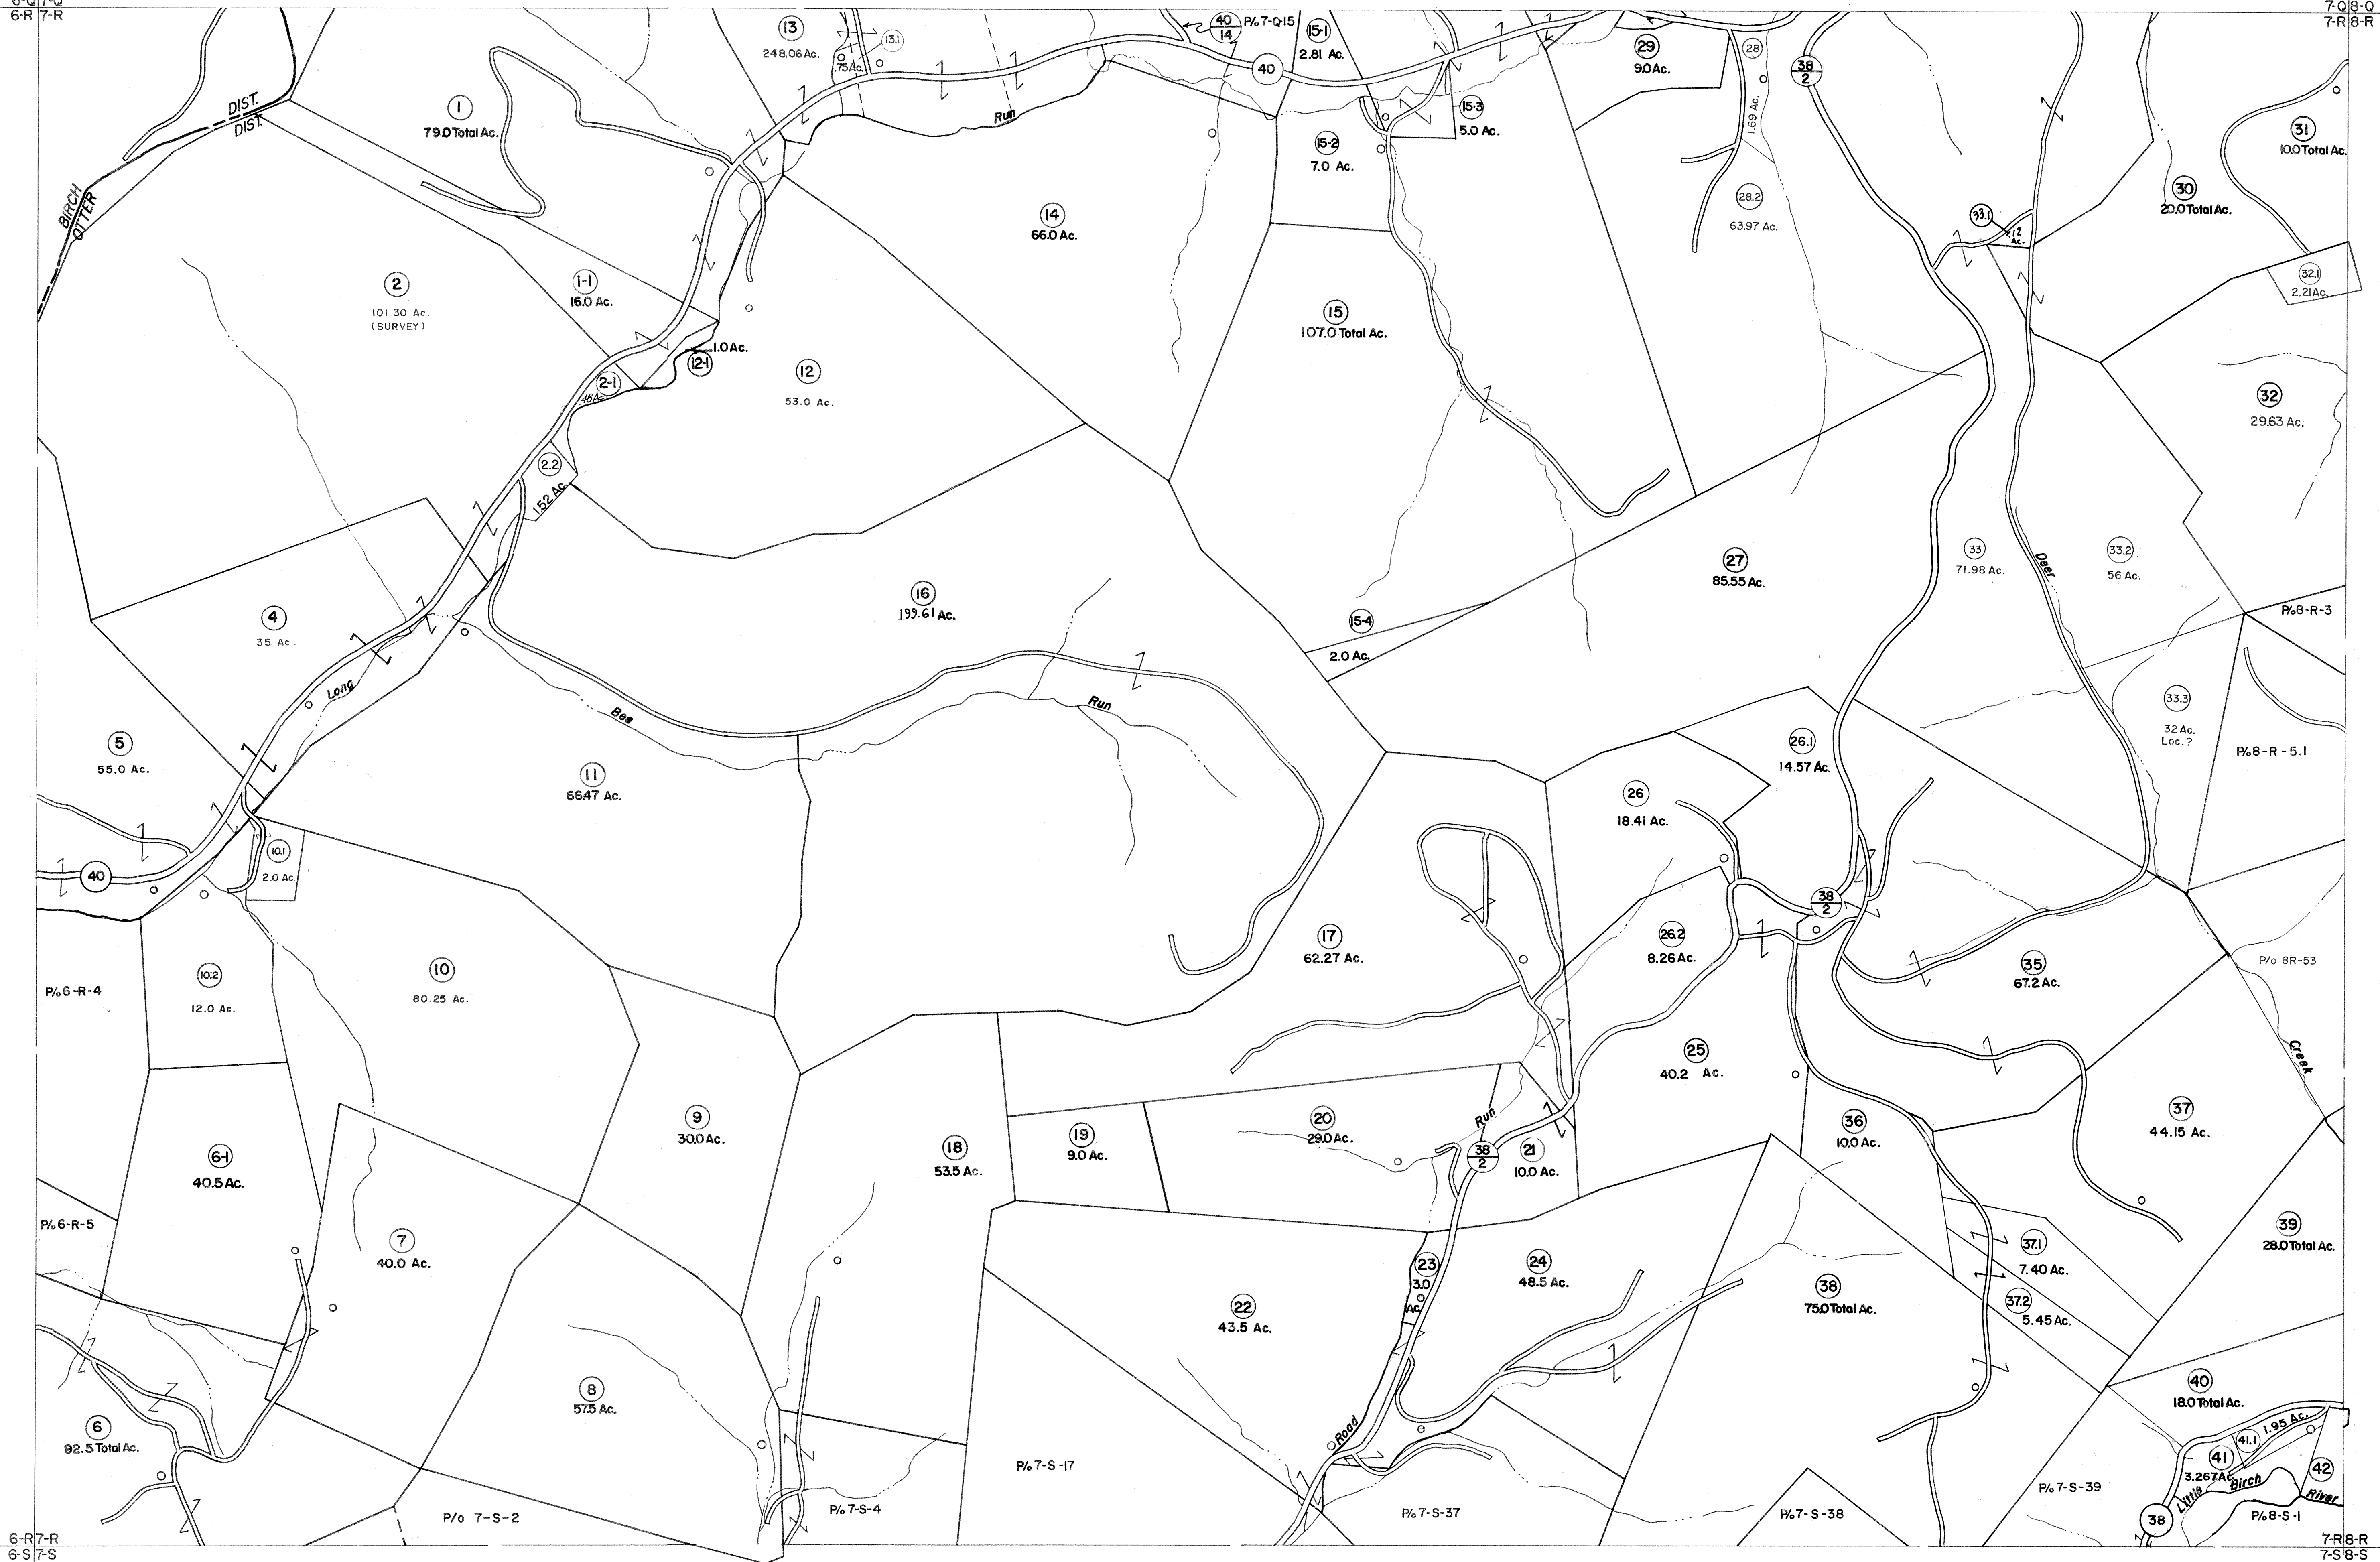 6-Q 7-Q
6-R 7-R
7-Q 8-Q
7-R 8-R
DIST.
DIST.
BIRCH
OTTER
1
79.0 Total Ac.
13
248.06 Ac.
13.1
.75 Ac.
40
14
P/o 7-Q-15
40
15-1
2.81 Ac.
29
9.0 Ac.
28
1.69 Ac.
38
2
31
10.0 Total Ac.
Run
15-2
7.0 Ac.
15-3
5.0 Ac.
30
20.0 Total Ac.
28.2
63.97 Ac.
33.1
.12
Ac.
14
66.0 Ac.
2
101.30 Ac.
(SURVEY)
1-1
16.0 Ac.
32.1
2.21 Ac.
15
107.0 Total Ac.
1.0 Ac.
12-1
2-1
.48 Ac.
12
53.0 Ac.
32
29.63 Ac.
2.2
1.52 Ac.
27
85.55 Ac.
33
71.98 Ac.
Deer
33.2
56 Ac.
16
199.61 Ac.
4
35 Ac.
15-4
2.0 Ac.
P/o 8-R-3
Long
Bee
Run
33.3
32 Ac.
Loc.?
P/o 8-R-5.1
5
55.0 Ac.
11
66.47 Ac.
26.1
14.57 Ac.
26
18.41 Ac.
10.1
2.0 Ac.
40
38
2
17
62.27 Ac.
26.2
8.26 Ac.
35
67.2 Ac.
P/o 8R-53
P/o 6-R-4
10.2
12.0 Ac.
10
80.25 Ac.
25
40.2 Ac.
Creek
9
30.0 Ac.
18
53.5 Ac.
19
9.0 Ac.
20
29.0 Ac.
Run
38
2
21
10.0 Ac.
36
10.0 Ac.
37
44.15 Ac.
6-1
40.5 Ac.
P/o 6-R-5
7
40.0 Ac.
23
3.0
Ac.
24
48.5 Ac.
38
75.0 Total Ac.
37.1
7.40 Ac.
37.2
5.45 Ac.
39
28.0 Total Ac.
22
43.5 Ac.
8
57.5 Ac.
40
18.0 Total Ac.
6
92.5 Total Ac.
Road
1.95 Ac.
41.1
41
3.267 Ac.
42
Little
Birch
River
P/o 7-S-17
P/o 7-S-2
P/o 7-S-4
P/o 7-S-37
P/o 7-S-38
P/o 7-S-39
38
P/o 8-S-1
6-R 7-R
6-S 7-S
7-R 8-R
7-S 8-S